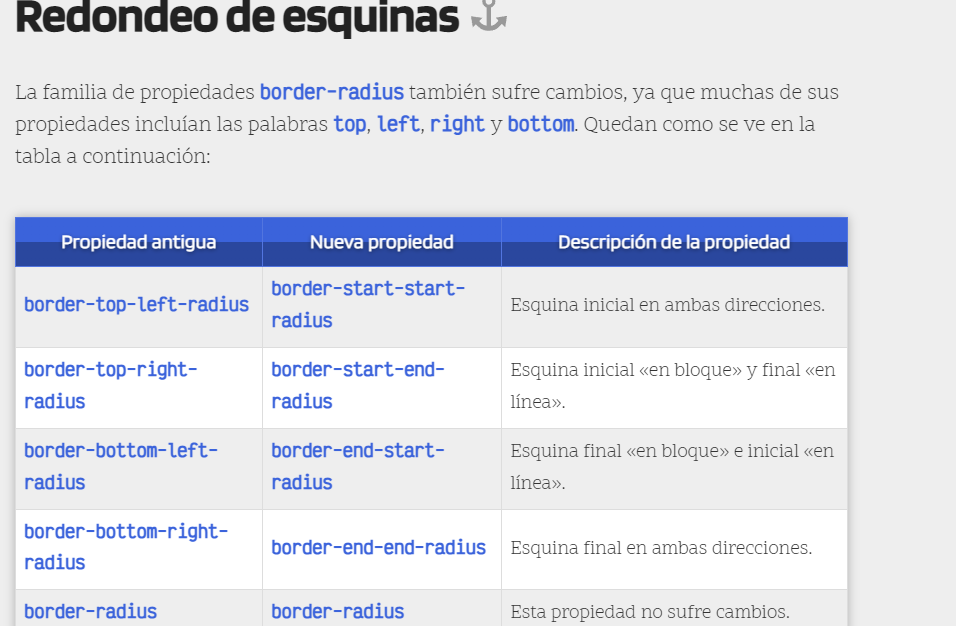 Redondeo de esquinas
La familia de propiedades border-radius también sufre cambios, ya que muchas de sus
propiedades incluían las palabras top, left, right y bottom. Quedan como se ve en la
tabla a continuación:
Propiedad antigua Nueva propiedad Descripción de la propiedad
border-top-left-radius
border-start-start-
radius
Esquina inicial en ambas direcciones.
border-top-right-
radius
border-start-end-
radius
Esquina inicial «en bloque» y final «en
línea».
border-bottom-left-
radius
border-end-start-
radius
Esquina final «en bloque» e inicial «en
línea».
border-bottom-right-
radius
border-end-end-radius
Esquina final en ambas direcciones.
border-radius
border-radius
Esta propiedad no sufre cambios.